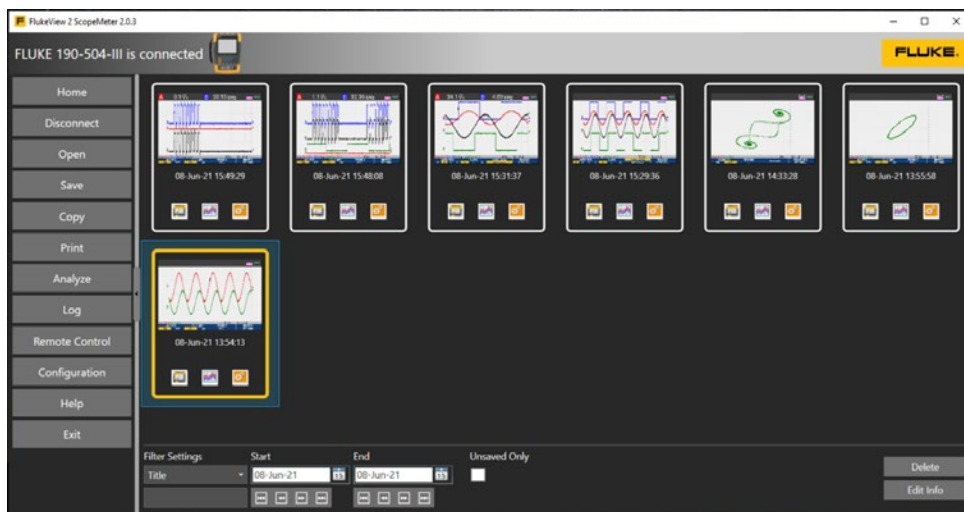 FlukeView 2 ScopeMeter 2.0.3
FLUKE 190-504-III is connected
FLUKE.
Home
Disconnect
Open
Save
Copy
Print
Analyze
Log
Remote Control
Configuration
Help
Exit
08-Jun-21 15:49:29
08-Jun-21 15:48:08
08-Jun-21 15:31:37
08-Jun-21 15:29:36
08-Jun-21 14:33:28
08-Jun-21 13:55:58
08-Jun-21 13:54:13
Filter Settings
Start
End
Unsaved Only
Title
08-Jun-21
15
08-Jun-21
15
Delete
Edit Info